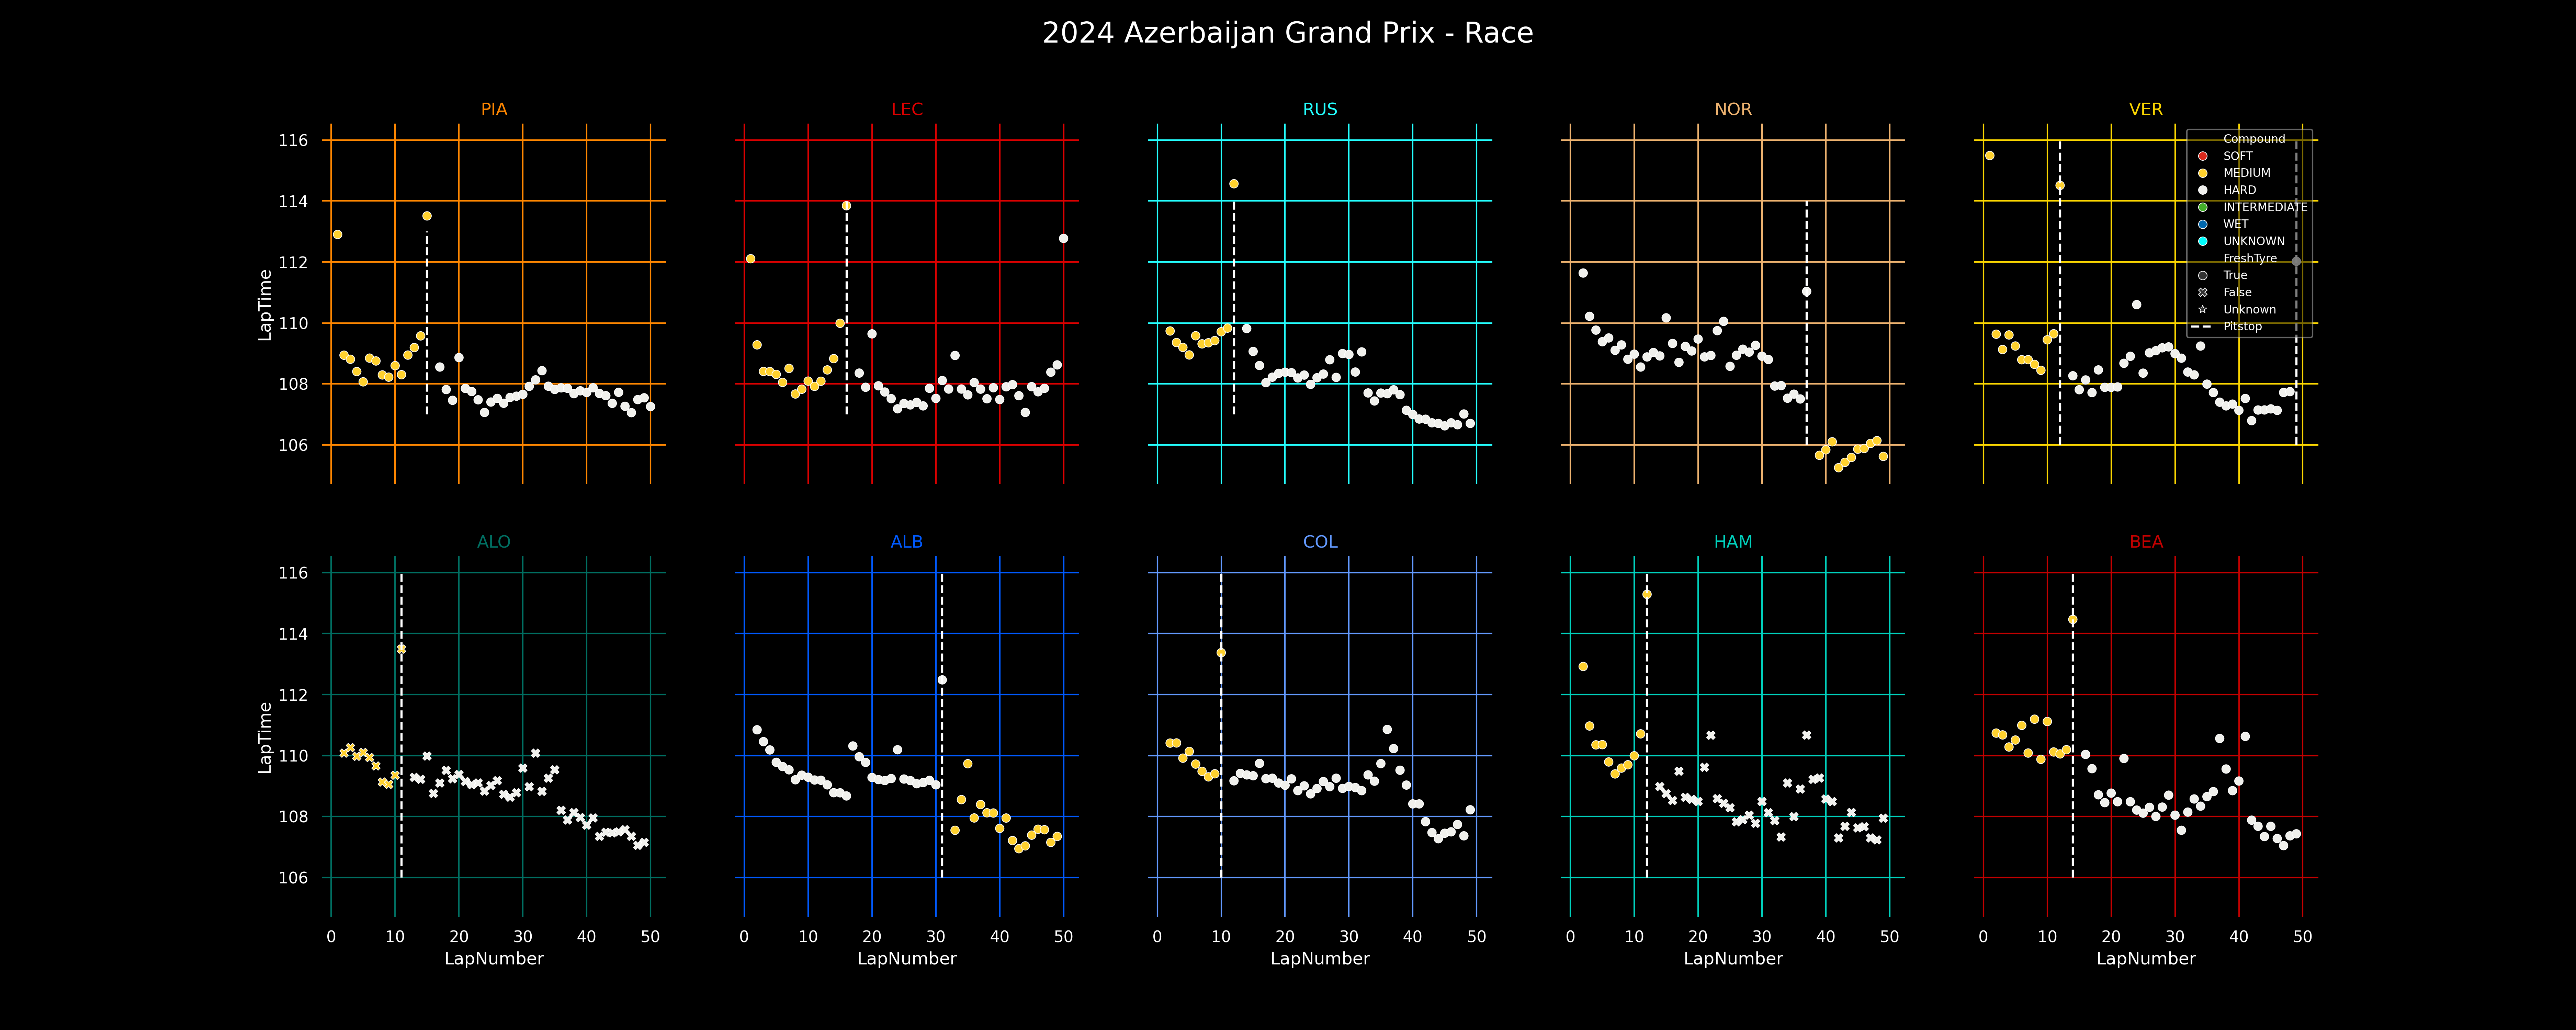 2024 Azerbaijan Grand Prix - Race
PIA
LEC
RUS
NOR
VER
116
114
112
110
108
106
LapTime
Compound
SOFT
MEDIUM
HARD
INTERMEDIATE
WET
UNKNOWN
FreshTyre
True
False
Unknown
Pitstop
ALO
ALB
COL
HAM
BEA
116
114
112
110
108
106
LapTime
0 10 20 30 40 50
0 10 20 30 40 50
0 10 20 30 40 50
0 10 20 30 40 50
0 10 20 30 40 50
LapNumber
LapNumber
LapNumber
LapNumber
LapNumber